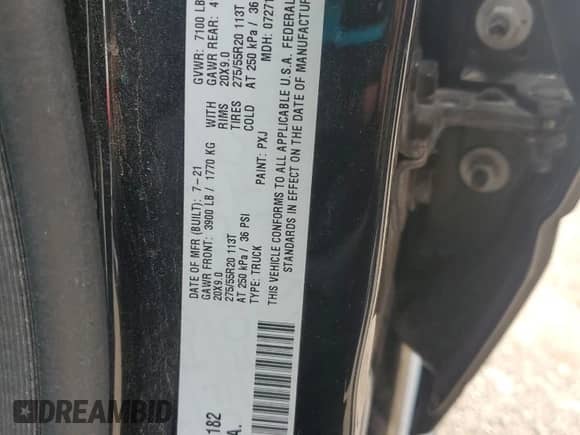 DATE OF MFR (BUILT): 7-21 GVWR: 7100 LB
GAWR FRONT: 3900 LB / 1770 KG WITH GAWR REAR: 4
20X9.0 RIMS 20X9.0
275/55R20 113T TIRES 275/55R20 113T
AT 250 kPa / 36 PSI COLD AT 250 kPa / 36
TYPE: TRUCK PAINT: PXJ MDH: 0727
THIS VEHICLE CONFORMS TO ALL APPLICABLE U.S.A. FEDERAL
STANDARDS IN EFFECT ON THE DATE OF MANUFACTUR
182
A.
DREAMBID